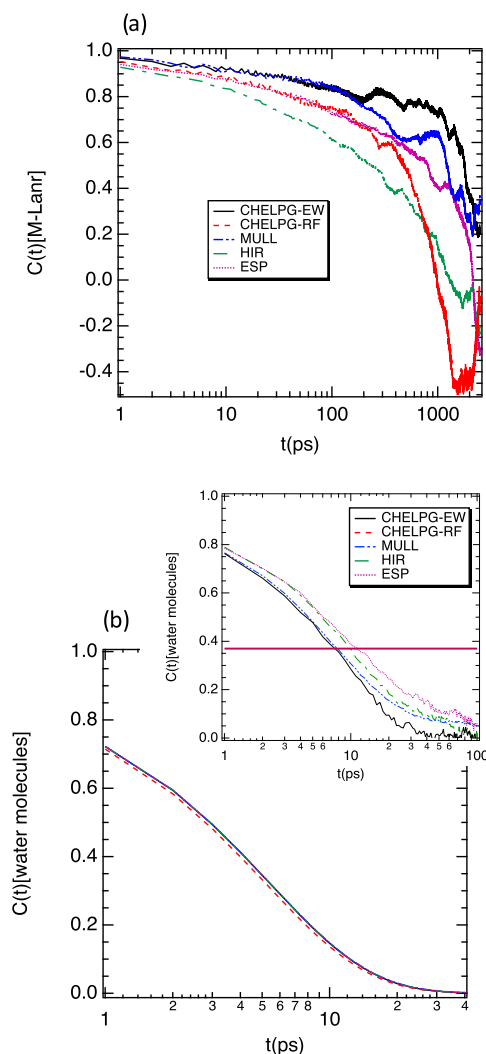 (a)
C(t)[M-Lanr]
1.0
0.8
0.6
0.4
0.2
0.0
-0.2
-0.4
CHELPG-EW
CHELPG-RF
MULL
HIR
ESP
1 10 100 1000
t(ps)
C(t)[water molecules]
1.0
0.8
0.6
0.4
0.2
0.0
CHELPG-EW
CHELPG-RF
MULL
HIR
ESP
1 2 3 4 5 6 10 2 3 4 5 6 100
t(ps)
(b)
C(t)[water molecules]
1.0
0.8
0.6
0.4
0.2
0.0
1 2 3 4 5 6 7 8 10 2 3 4
t(ps)